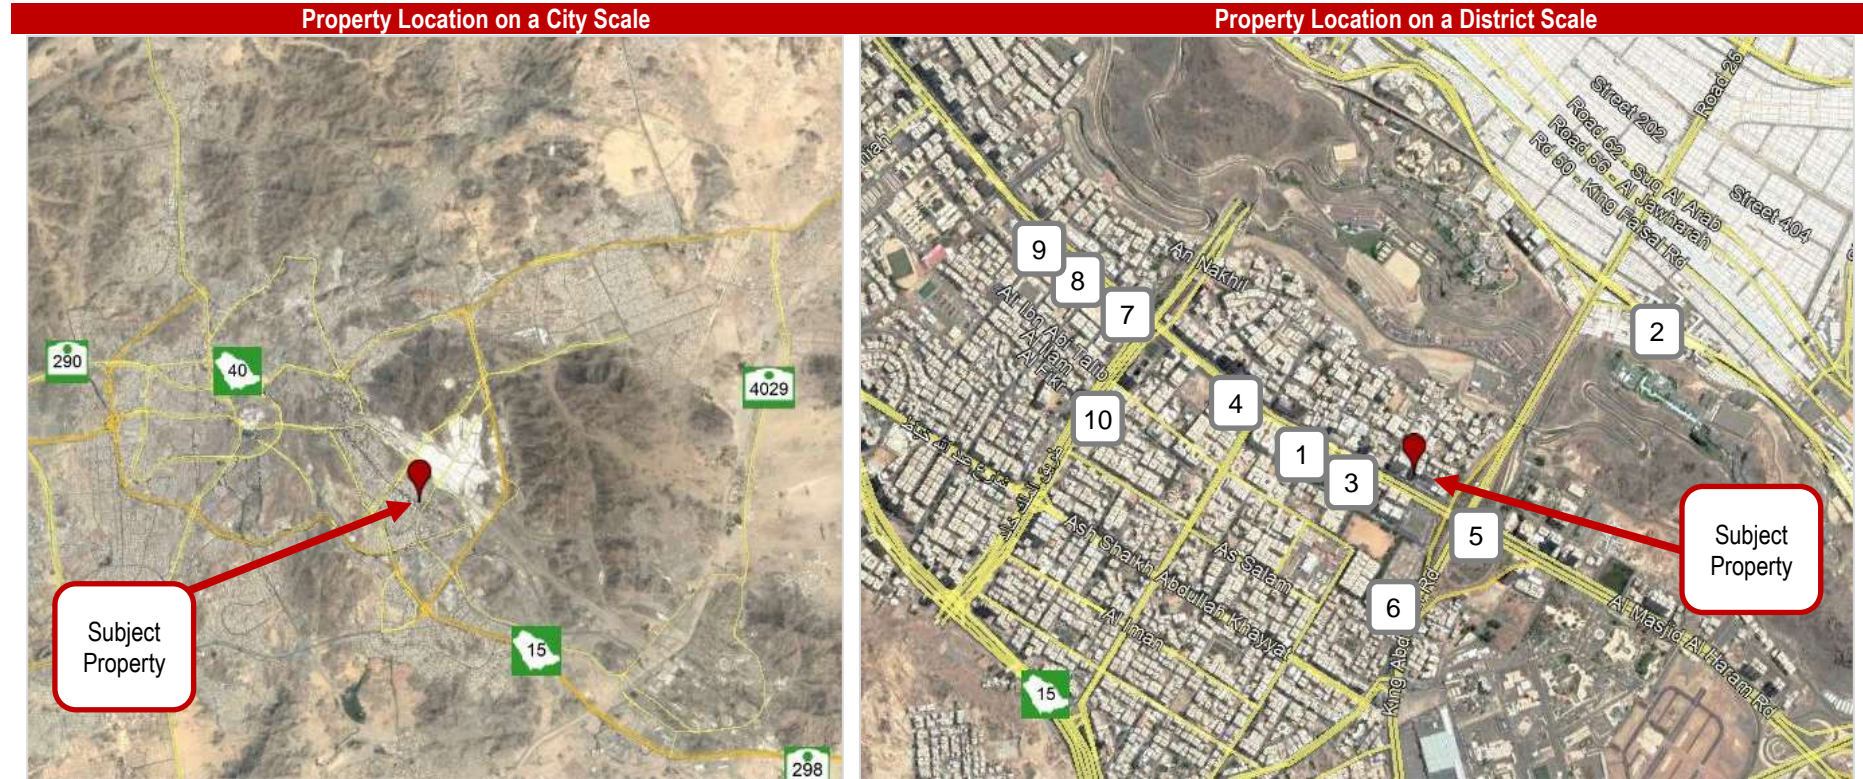 Property Location on a City Scale
Property Location on a District Scale
290
40
4029
15
298
Subject
Property
Street 202
Road 25
Road 62 - Suq Al Arab
Road 56 - Al Jawharah
Rd 50 - King Faisal Rd
Street 404
An Nakhil
9
8
7
2
Al Ibn Abi Talib
Al Fikr
4
10
1
3
5
Subject
Property
As Salam
Ash Shaikh Abdullah Khayyat
Al Iman
6
Rd
King Abd
Al Masjid Al Haram Rd
15